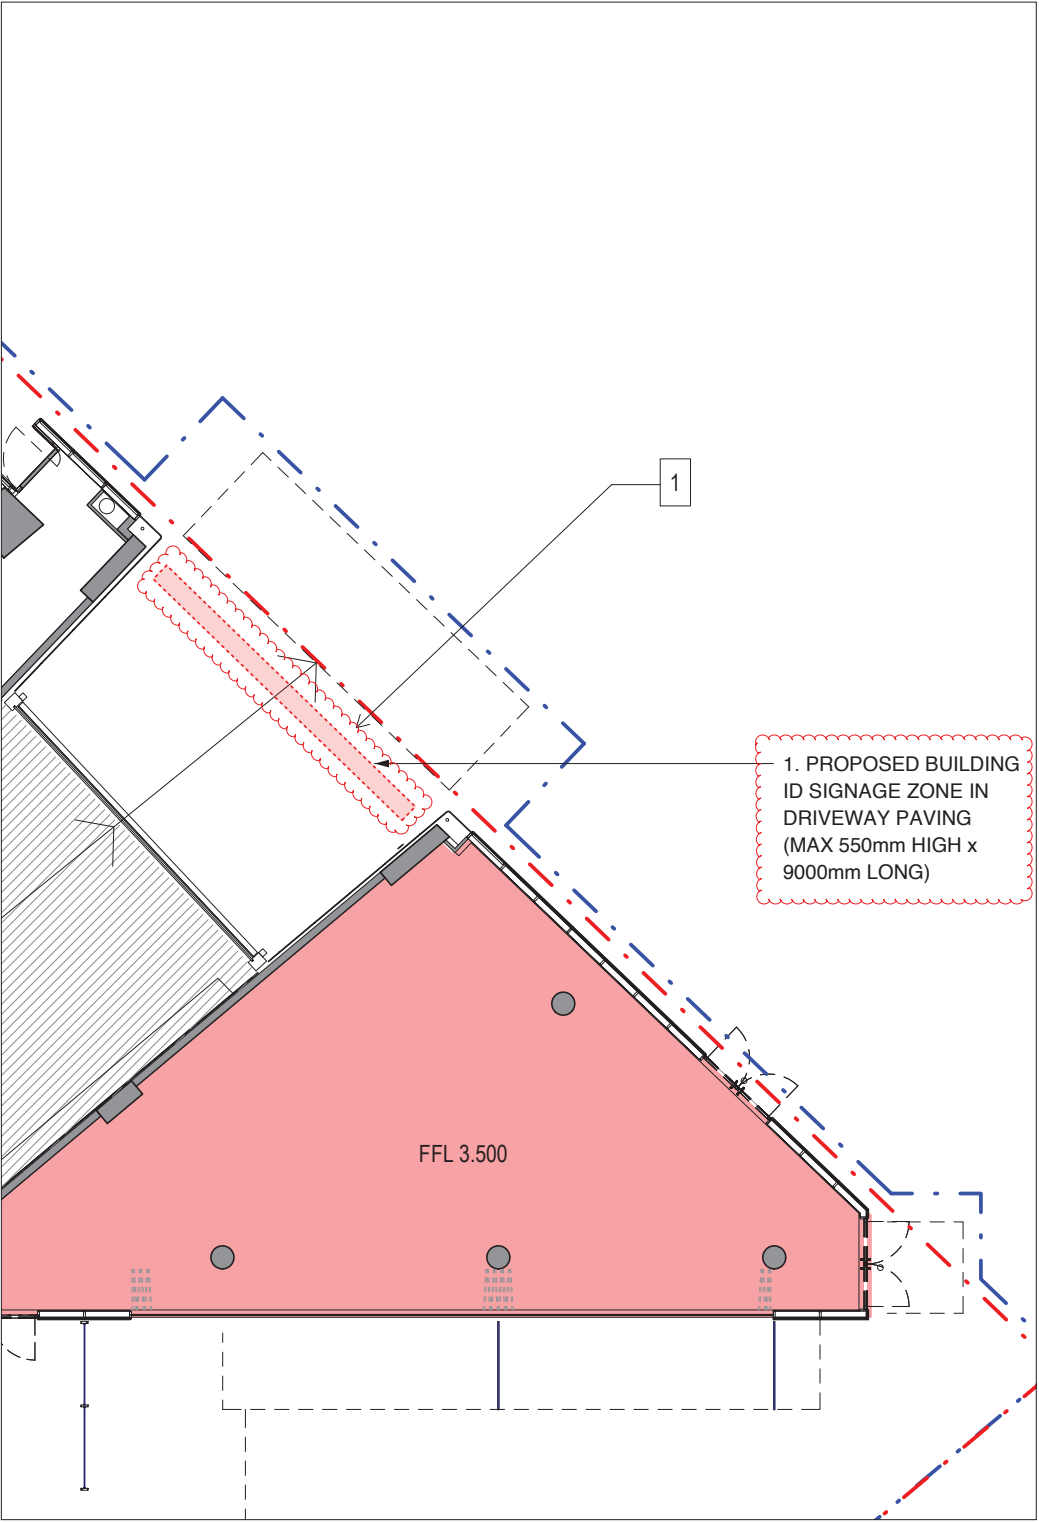 1
1. PROPOSED BUILDING
ID SIGNAGE ZONE IN
DRIVEWAY PAVING
(MAX 550mm HIGH x
9000mm LONG)
FFL 3.500